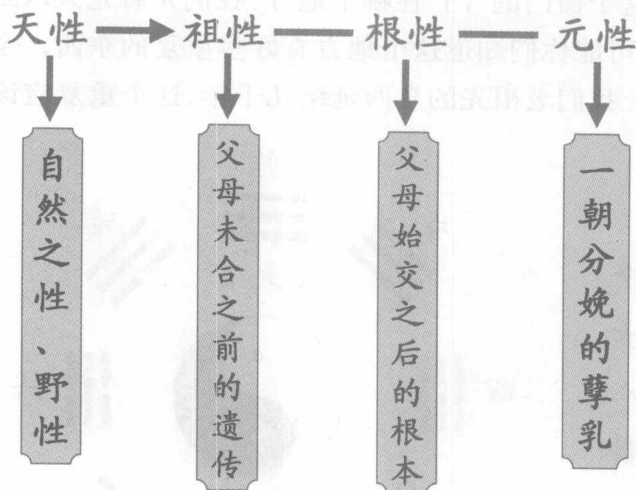 天性 祖性 根性 元性
自然之性、野性
父母未合之前的遗传
父母始交之后的根本
一朝分娩的孽乳